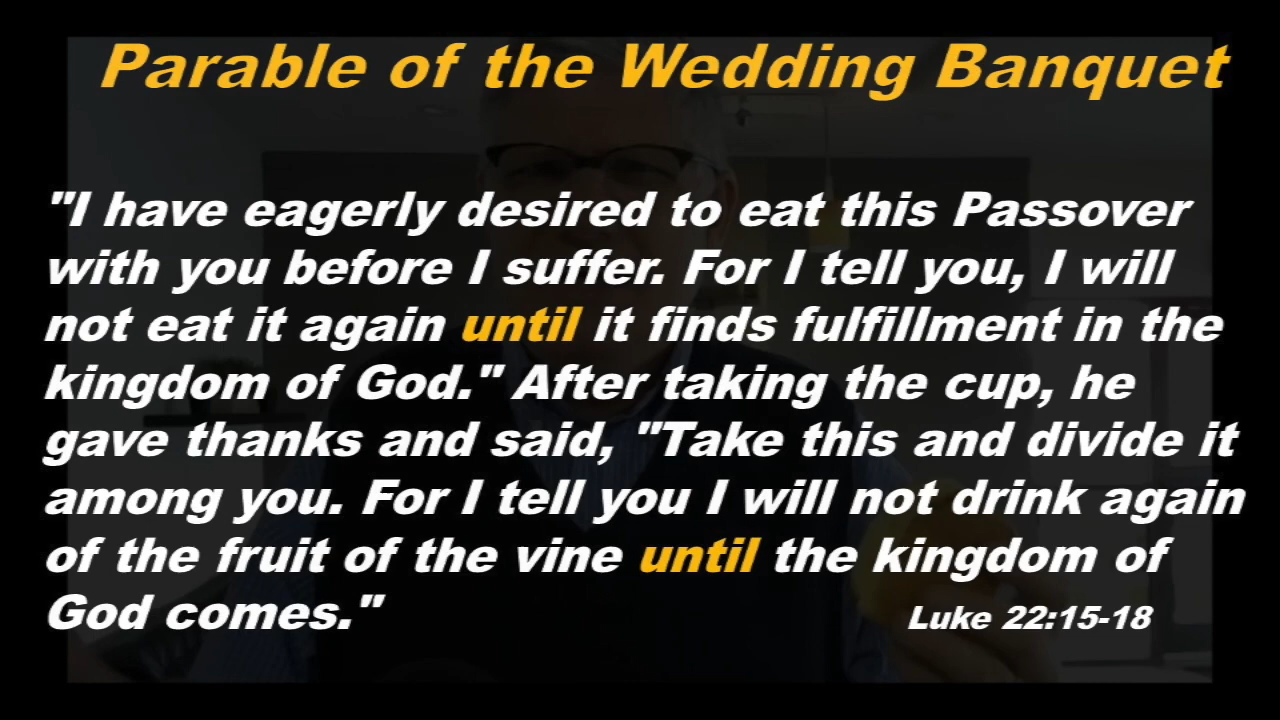 Parable of the Wedding Banquet
"I have eagerly desired to eat this Passover
with you before I suffer. For I tell you, I will
not eat it again until it finds fulfillment in the
kingdom of God." After taking the cup, he
gave thanks and said, "Take this and divide it
among you. For I tell you I will not drink again
of the fruit of the vine until the kingdom of
God comes."
Luke 22:15-18